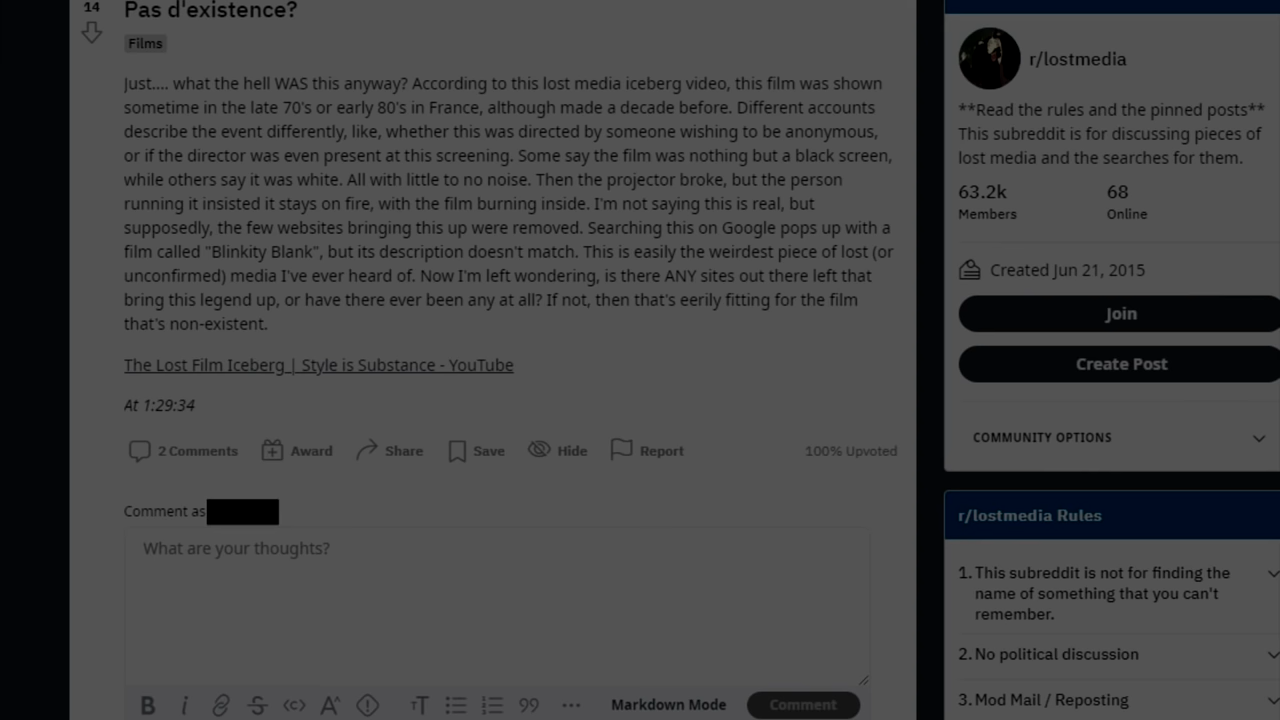 14
Pas d'existence?
Films
Just.... what the hell WAS this anyway? According to this lost media iceberg video, this film was shown
sometime in the late 70's or early 80's in France, although made a decade before. Different accounts
describe the event differently, like, whether this was directed by someone wishing to be anonymous,
or if the director was even present at this screening. Some say the film was nothing but a black screen,
while others say it was white. All with little to no noise. Then the projector broke, but the person
running it insisted it stays on fire, with the film burning inside. I'm not saying this is real, but
supposedly, the few websites bringing this up were removed. Searching this on Google pops up with a
film called "Blinkity Blank", but its description doesn't match. This is easily the weirdest piece of lost (or
unconfirmed) media I've ever heard of. Now I'm left wondering, is there ANY sites out there left that
bring this legend up, or have there ever been any at all? If not, then that's eerily fitting for the film
that's non-existent.
The Lost Film Iceberg | Style is Substance - YouTube
At 1:29:34
2 Comments Award Share Save Hide Report 100% Upvoted
Comment as
What are your thoughts?
B i S <c> A T 99 ... Markdown Mode Comment
r/lostmedia
**Read the rules and the pinned posts**
This subreddit is for discussing pieces of
lost media and the searches for them.
63.2k 68
Members Online
Created Jun 21, 2015
Join
Create Post
COMMUNITY OPTIONS
r/lostmedia Rules
1. This subreddit is not for finding the
name of something that you can't
remember.
2. No political discussion
3. Mod Mail / Reporting